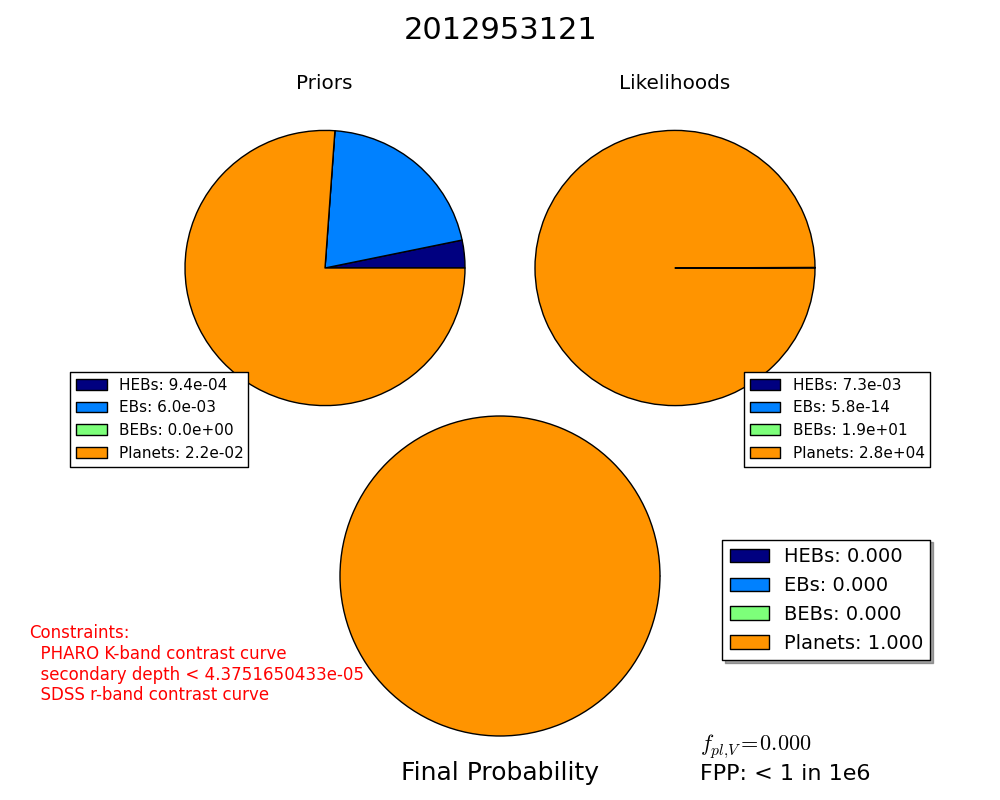 2012953121
Priors
Likelihoods
HEBs: 9.4e-04
EBs: 6.0e-03
BEBs: 0.0e+00
Planets: 2.2e-02
HEBs: 7.3e-03
EBs: 5.8e-14
BEBs: 1.9e+01
Planets: 2.8e+04
HEBs: 0.000
EBs: 0.000
BEBs: 0.000
Planets: 1.000
Constraints:
PHARO K-band contrast curve
secondary depth < 4.3751650433e-05
SDSS r-band contrast curve
f_{pl,V}=0.000
Final Probability
FPP: < 1 in 1e6